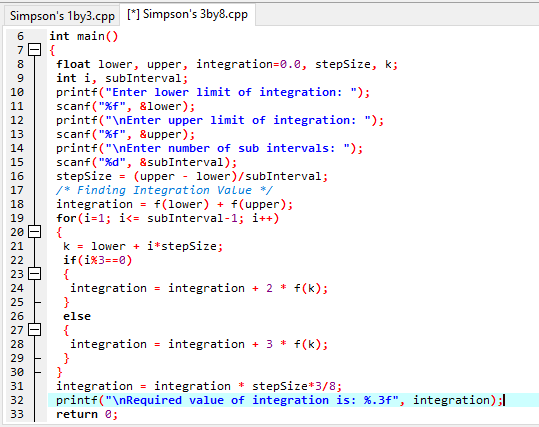 Simpson's 1by3.cpp [*] Simpson's 3by8.cpp
6 int main()
7 {
8 float lower, upper, integration=0.0, stepSize, k;
9 int i, subInterval;
10 printf("Enter lower limit of integration: ");
11 scanf("%f", &lower);
12 printf("\nEnter upper limit of integration: ");
13 scanf("%f", &upper);
14 printf("\nEnter number of sub intervals: ");
15 scanf("%d", &subInterval);
16 stepSize = (upper - lower)/subInterval;
17 /* Finding Integration Value */
18 integration = f(lower) + f(upper);
19 for(i=1; i<= subInterval-1; i++)
20 {
21 k = lower + i*stepSize;
22 if(i%3==0)
23 {
24 integration = integration + 2 * f(k);
25 }
26 else
27 {
28 integration = integration + 3 * f(k);
29 }
30 }
31 integration = integration * stepSize*3/8;
32 printf("\nRequired value of integration is: %.3f", integration);
33 return 0;